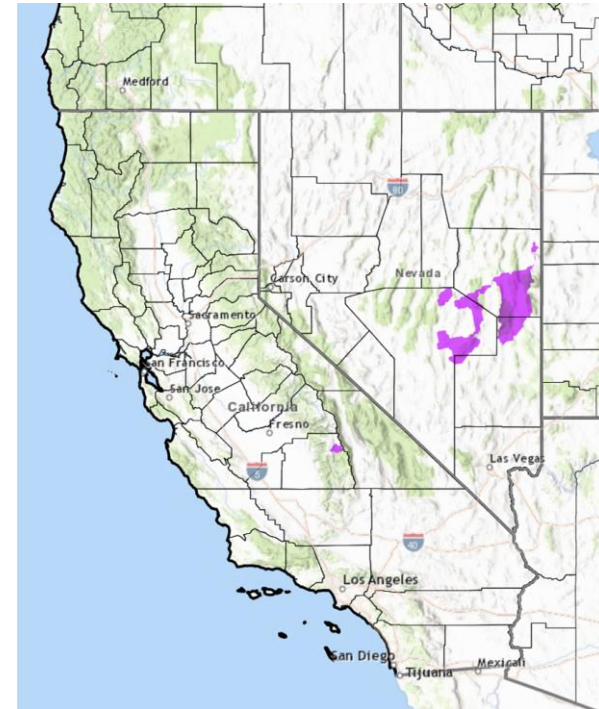 Medford
80
Carson City
Nevada
Sacramento
San Francisco
San Jose
California
Fresno
5
Las Vegas
40
Los Angeles
San Diego
Tijuana
Mexicali